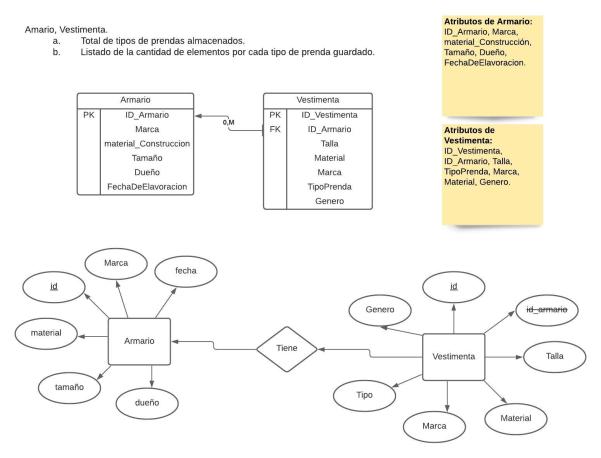 Amario, Vestimenta.
a. Total de tipos de prendas almacenados.
b. Listado de la cantidad de elementos por cada tipo de prenda guardado.
Atributos de Armario:
ID_Armario, Marca,
material_Construcción,
Tamaño, Dueño,
FechaDeElavoracion.
Atributos de
Vestimenta:
ID_Vestimenta,
ID_Armario, Talla,
TipoPrenda, Marca,
Material, Genero.
Armario
PK ID_Armario
Marca
material_Construccion
Tamaño
Dueño
FechaDeElavoracion
0,M
Vestimenta
PK ID_Vestimenta
FK ID_Armario
Talla
Material
Marca
TipoPrenda
Genero
Marca
fecha
id
material
Armario
tamaño
dueño
Tiene
id
Genero
id_armario
Vestimenta
Talla
Tipo
Marca
Material